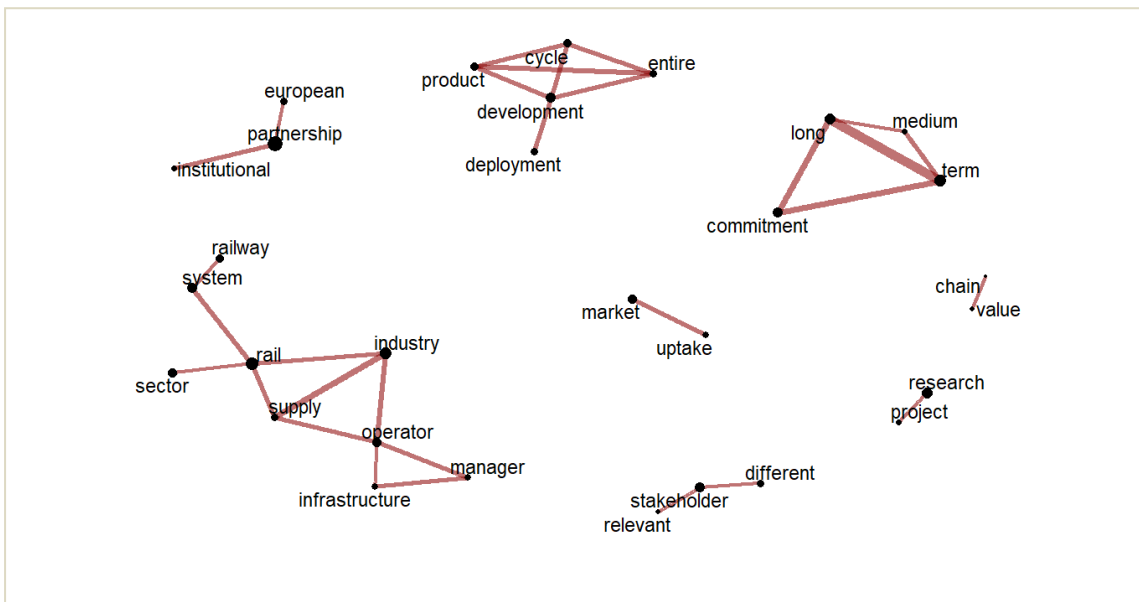 cycle
entire
product
european
development
medium
partnership
long
deployment
institutional
term
commitment
railway
system
chain
value
market
industry
uptake
rail
sector
research
supply
project
operator
manager
different
infrastructure
stakeholder
relevant